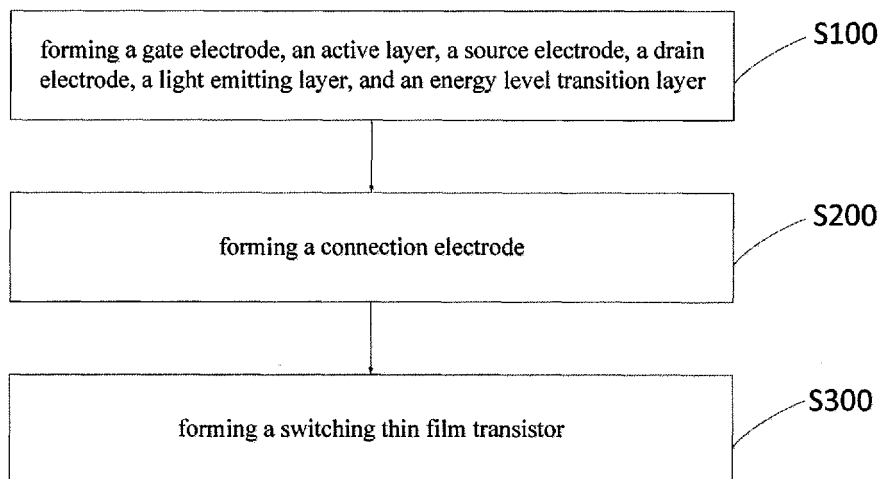 S100
forming a gate electrode, an active layer, a source electrode, a drain
electrode, a light emitting layer, and an energy level transition layer
S200
forming a connection electrode
S300
forming a switching thin film transistor